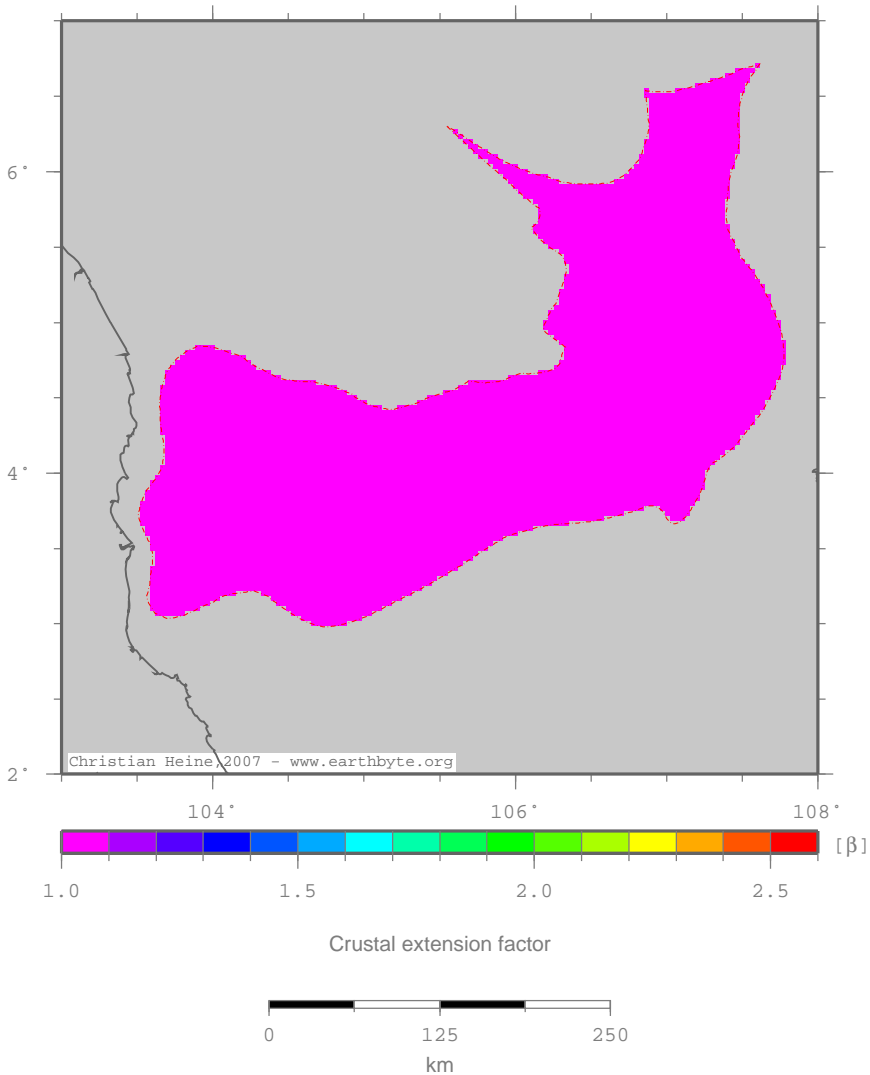 6°
4°
2°
Christian Heine, 2007 - www.earthbyte.org
104° 106° 108°
[β]
1.0 1.5 2.0 2.5
Crustal extension factor
0 125 250
km